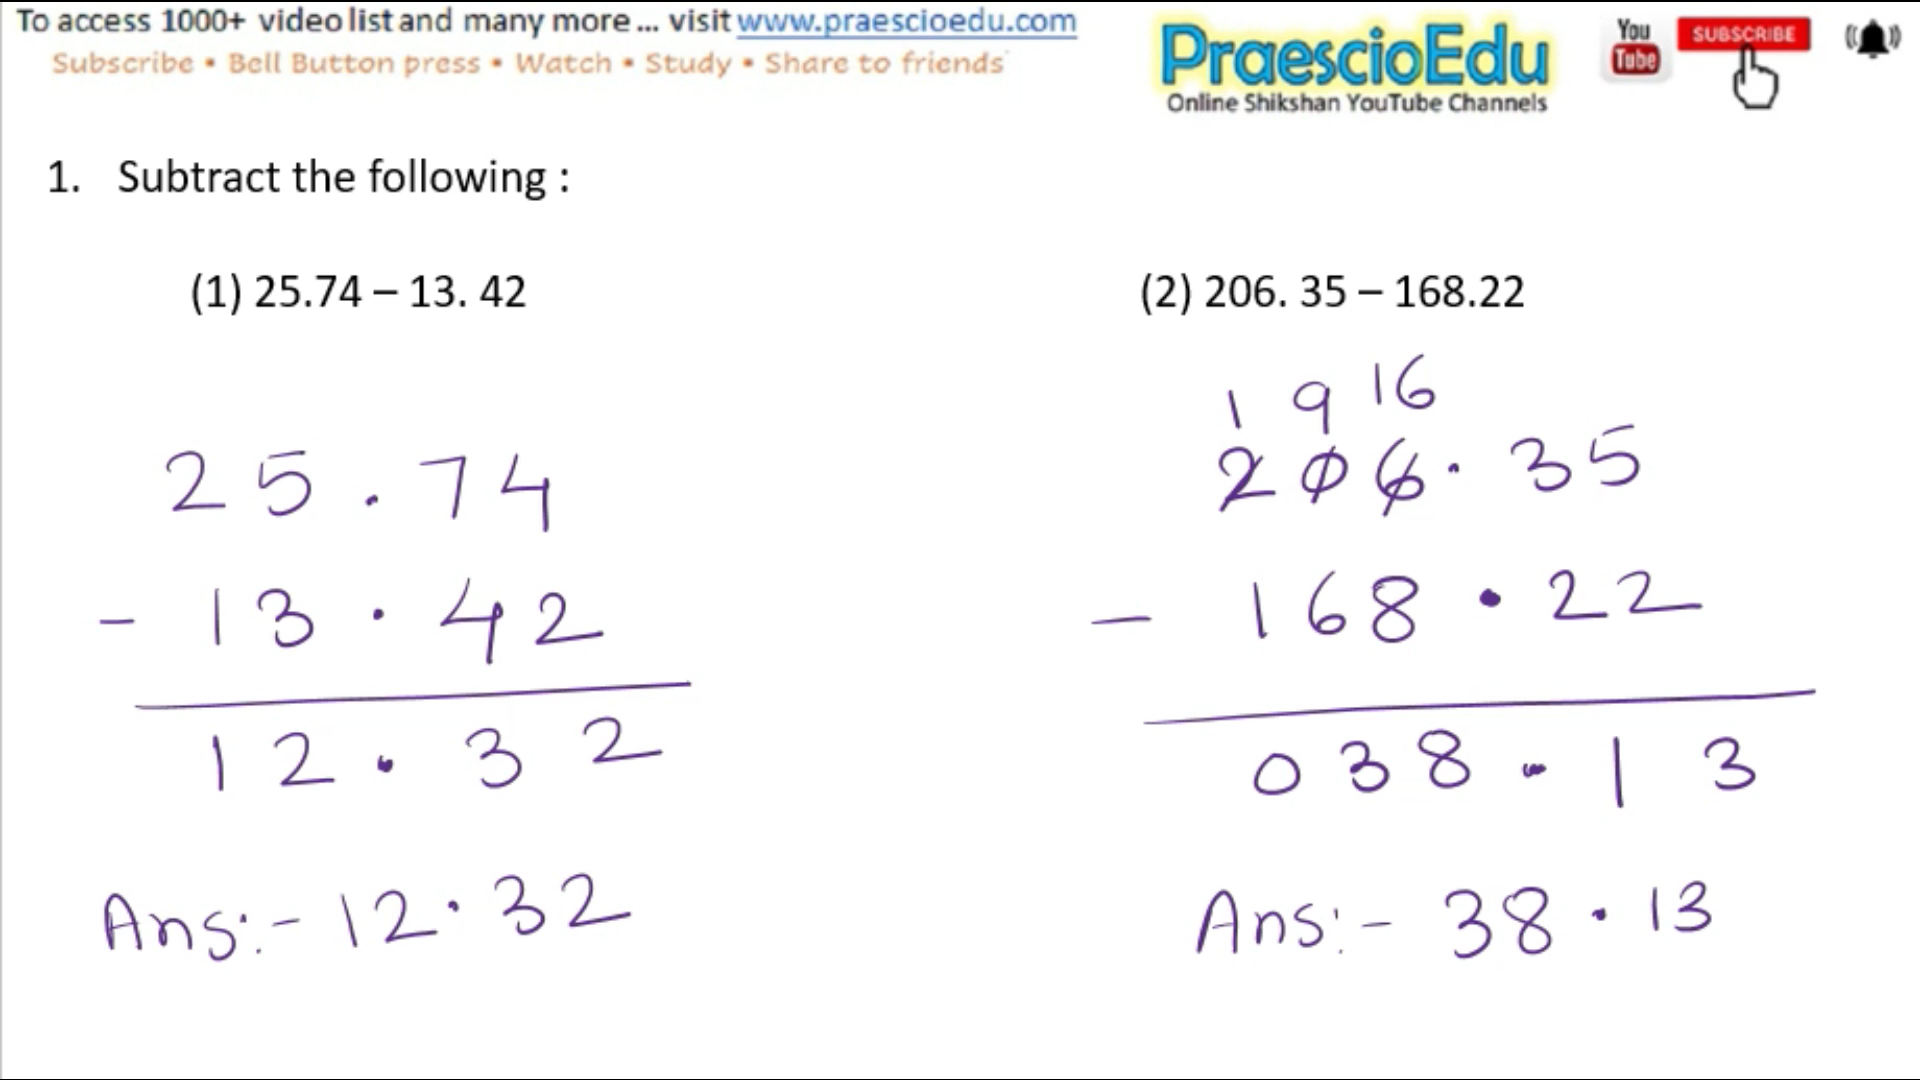 To access 1000+ video list and many more ... visit www.praescioedu.com
Subscribe • Bell Button press • Watch • Study • Share to friends
PraescioEdu
Online Shikshan YouTube Channels
You
Tube
SUBSCRIBE
1. Subtract the following :
(1) 25.74 – 13. 42
25.74
- 13.42
12.32
Ans:- 12.32
(2) 206. 35 – 168.22
1 9 16
206.35
- 168.22
038.13
Ans:- 38.13